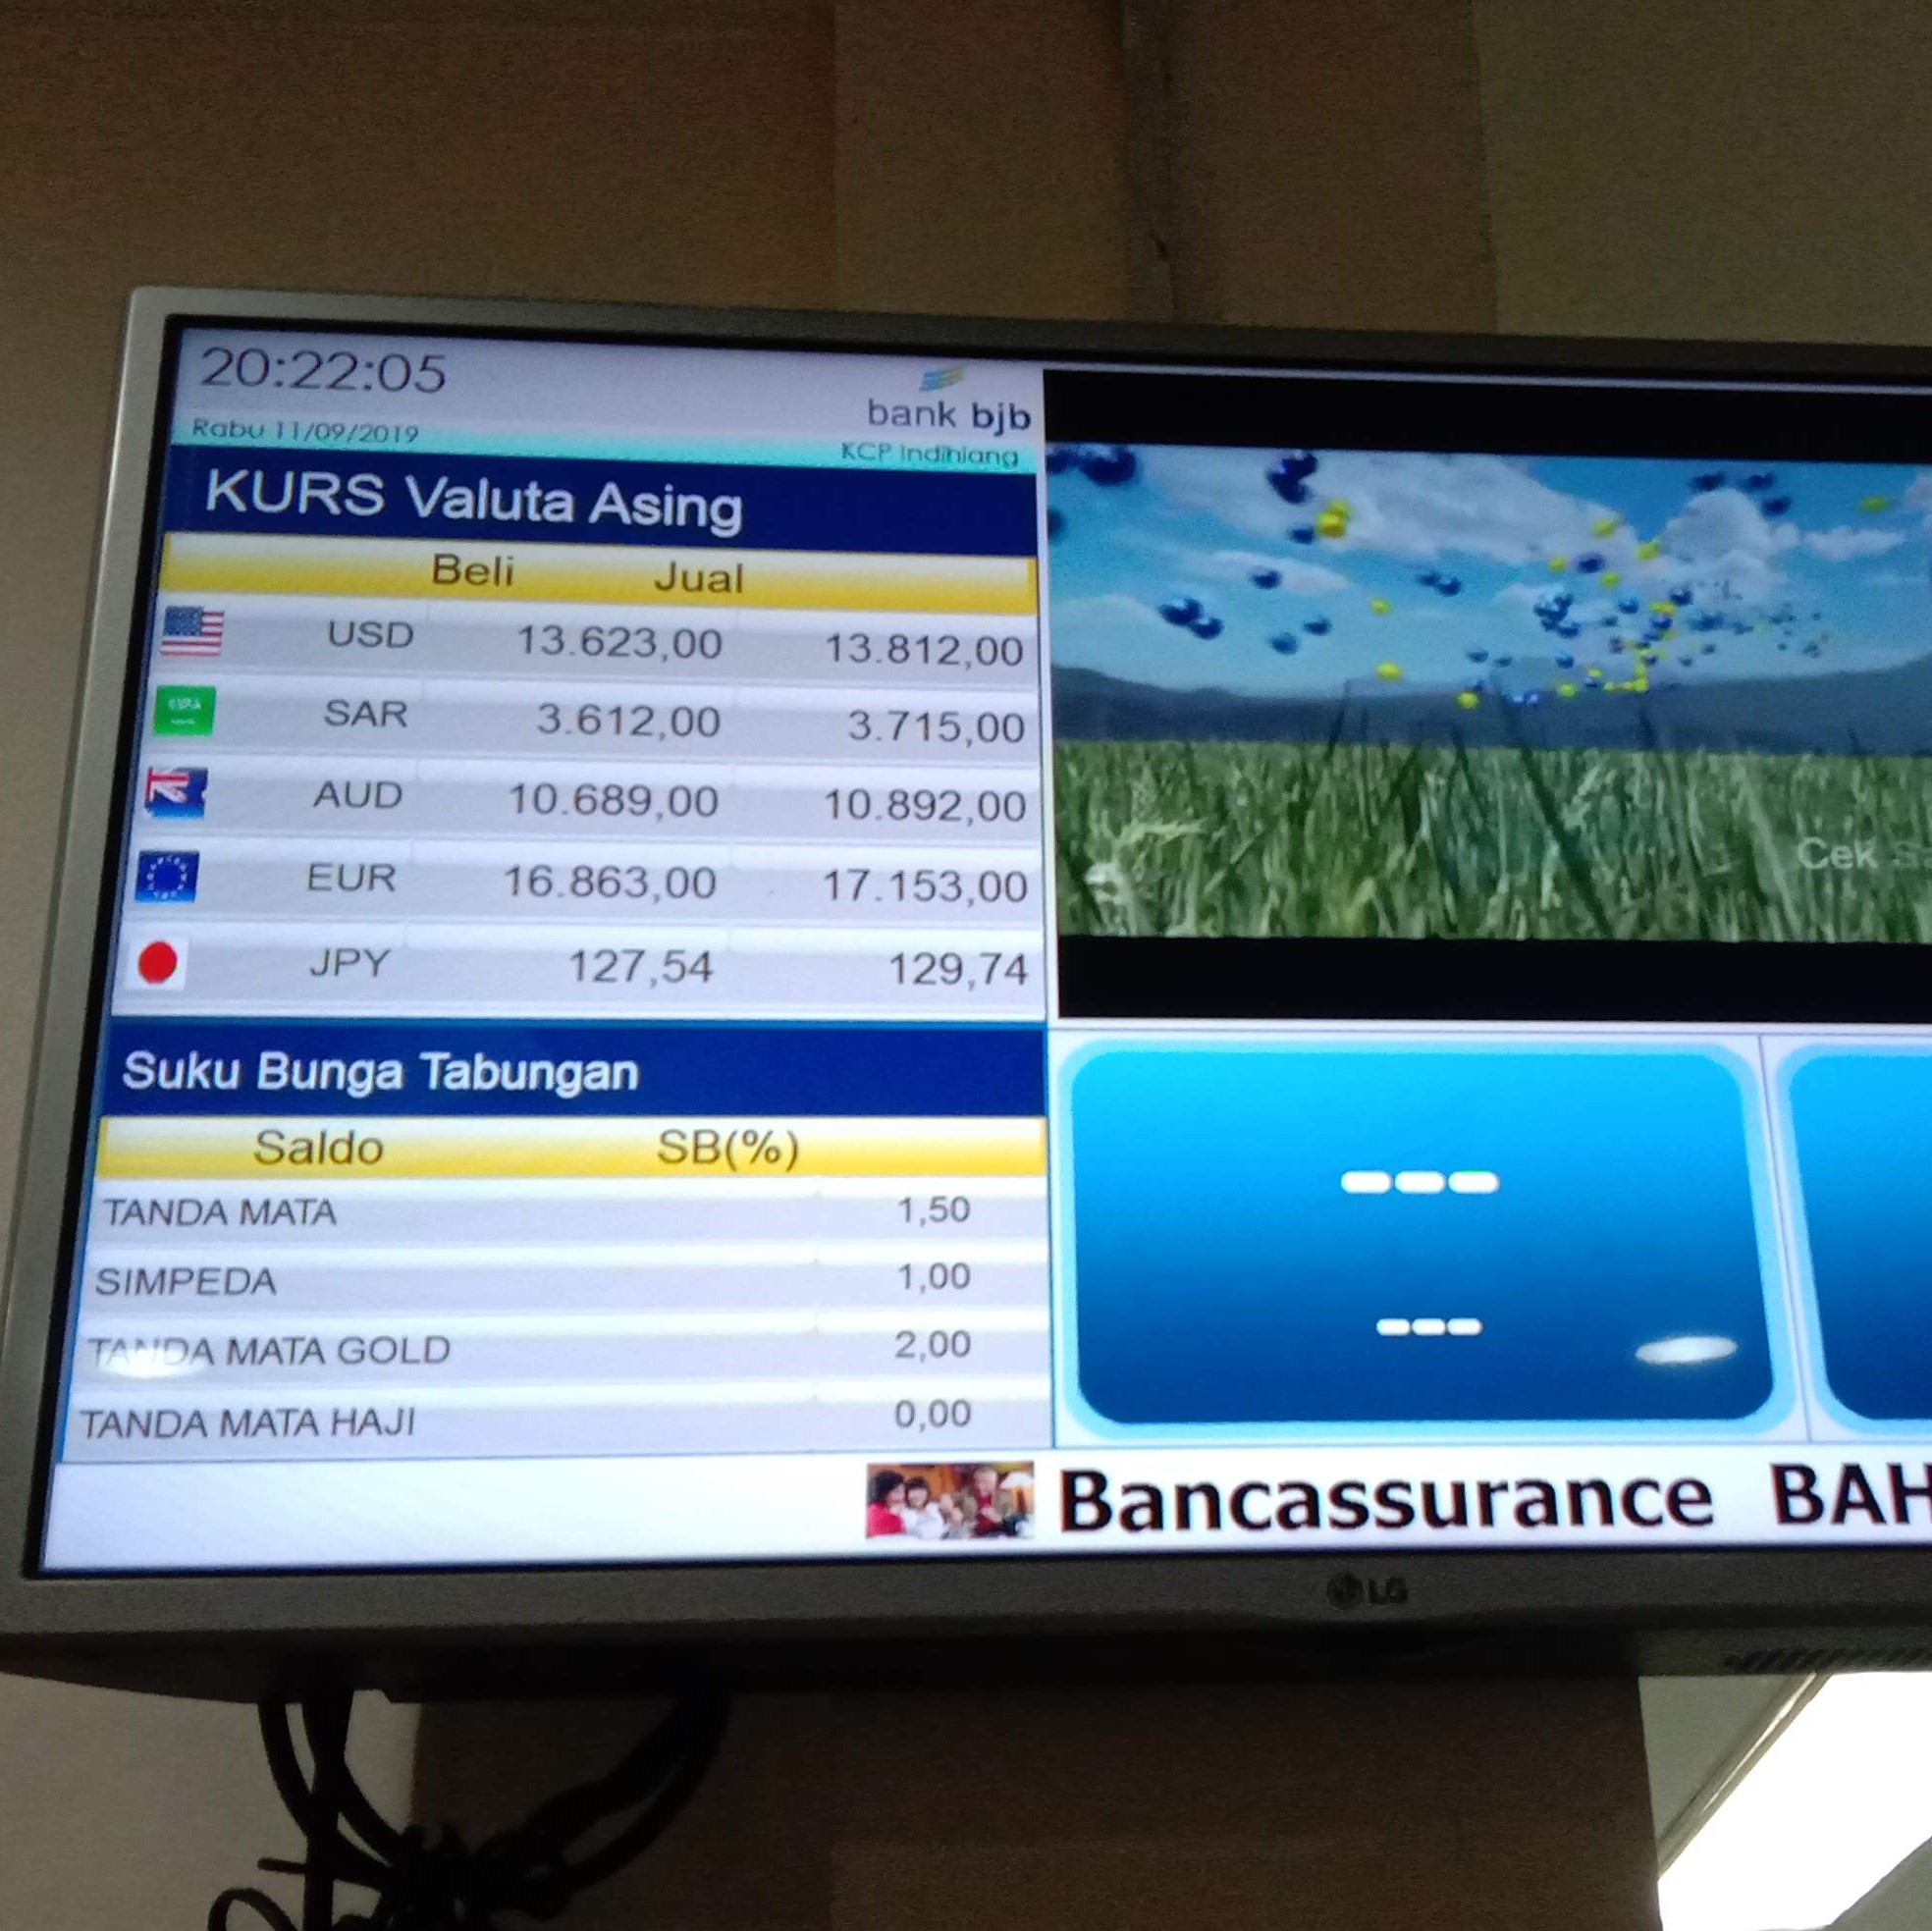 20:22:05
bank bjb
Rabu 11/09/2019
KCP Indihiang
KURS Valuta Asing
Beli Jual
USD 13.623,00 13.812,00
SAR 3.612,00 3.715,00
AUD 10.689,00 10.892,00
EUR 16.863,00 17.153,00
JPY 127,54 129,74
Cek
Suku Bunga Tabungan
Saldo SB(%)
TANDA MATA 1,50
SIMPEDA 1,00
TANDA MATA GOLD 2,00
TANDA MATA HAJI 0,00
---
---
Bancassurance BAH
LG